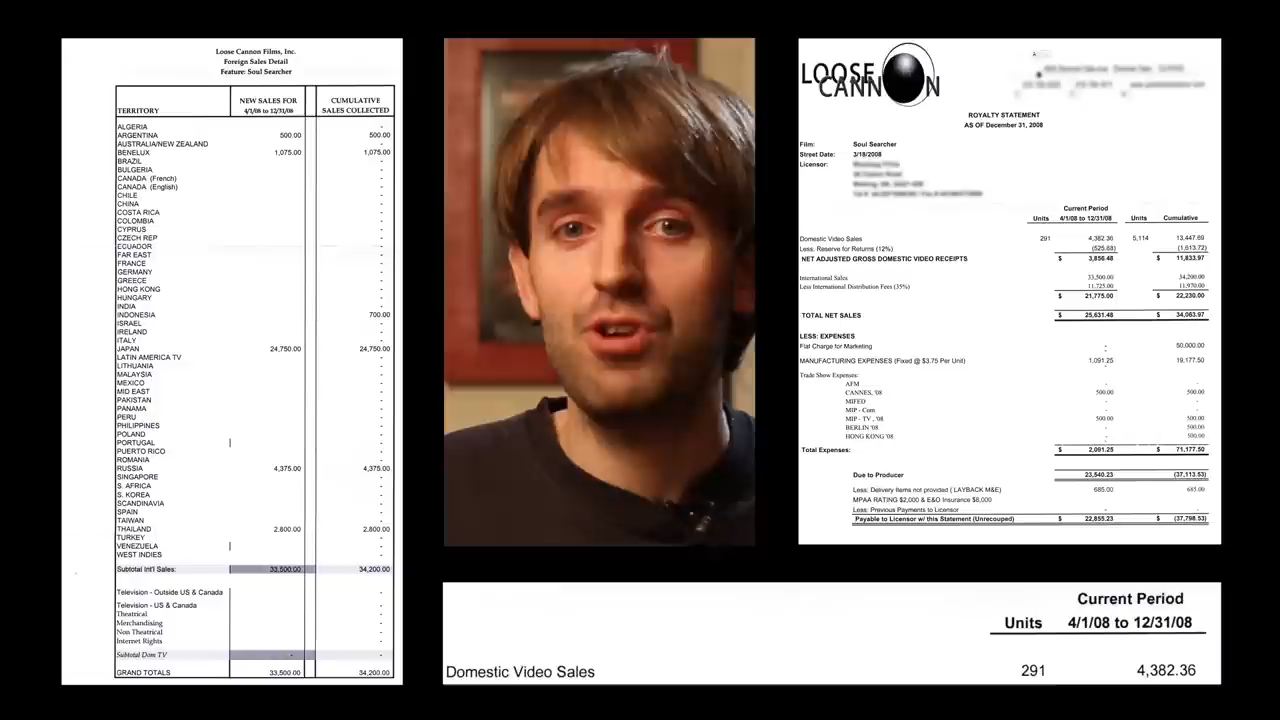 Loose Cannon Films, Inc.
Foreign Sales Detail
Feature: Soul Searcher
NEW SALES FOR CUMULATIVE
TERRITORY 4/1/08 to 12/31/08 SALES COLLECTED
ALGERIA -
ARGENTINA 500.00 500.00
AUSTRALIA/NEW ZEALAND -
BENELUX 1,075.00 1,075.00
BRAZIL -
BULGERIA -
CANADA (French) -
CANADA (English) -
CHILE -
CHINA -
COSTA RICA -
COLOMBIA -
CYPRUS -
CZECH REP -
ECUADOR -
FAR EAST -
FRANCE -
GERMANY -
GREECE -
HONG KONG -
HUNGARY -
INDIA -
INDONESIA 700.00
ISRAEL -
IRELAND -
ITALY -
JAPAN 24,750.00 24,750.00
LATIN AMERICA TV -
LITHUANIA -
MALAYSIA -
MEXICO -
MID EAST -
PAKISTAN -
PANAMA -
PERU -
PHILIPPINES -
POLAND -
PORTUGAL -
PUERTO RICO -
ROMANIA -
RUSSIA 4,375.00 4,375.00
SINGAPORE -
S. AFRICA -
S. KOREA -
SCANDINAVIA -
SPAIN -
TAIWAN -
THAILAND 2,800.00 2,800.00
TURKEY -
VENEZUELA -
WEST INDIES -
Subtotal Int'l Sales: 33,500.00 34,200.00
Television - Outside US & Canada -
Television - US & Canada -
Theatrical -
Merchandising -
Non Theatrical -
Internet Rights -
Subtotal Dom TV - -
GRAND TOTALS 33,500.00 34,200.00
LOOSE
CANNON
ROYALTY STATEMENT
AS OF December 31, 2008
Film: Soul Searcher
Street Date: 3/18/2008
Licensor:
Current Period
Units 4/1/08 to 12/31/08 Units Cumulative
Domestic Video Sales 291 4,382.36 5,114 13,447.69
Less: Reserve for Returns (12%) (525.88) (1,613.72)
NET ADJUSTED GROSS DOMESTIC VIDEO RECEIPTS $ 3,856.48 $ 11,833.97
International Sales 33,500.00 34,200.00
Less International Distribution Fees (35%) 11,725.00 11,970.00
$ 21,775.00 $ 22,230.00
TOTAL NET SALES $ 25,631.48 $ 34,063.97
LESS: EXPENSES
Flat Charge for Marketing - 50,000.00
MANUFACTURING EXPENSES (Fixed @ $3.75 Per Unit) 1,091.25 19,177.50
Trade Show Expenses:
AFM - -
CANNES, '08 500.00 500.00
MIFED - -
MIP - Com - -
MIP - TV , '08 500.00 500.00
BERLIN '08 - 500.00
HONG KONG '08 - 500.00
Total Expenses: $ 2,091.25 $ 71,177.50
Due to Producer 23,540.23 (37,113.53)
Less: Delivery Items not provided ( LAYBACK M&E) 685.00 685.00
MPAA RATING $2,000 & E&O Insurance $8,000
Less: Previous Payments to Licensor - -
Payable to Licensor w/ this Statement (Unrecouped) $ 22,855.23 $ (37,798.53)
Current Period
Units 4/1/08 to 12/31/08
Domestic Video Sales 291 4,382.36